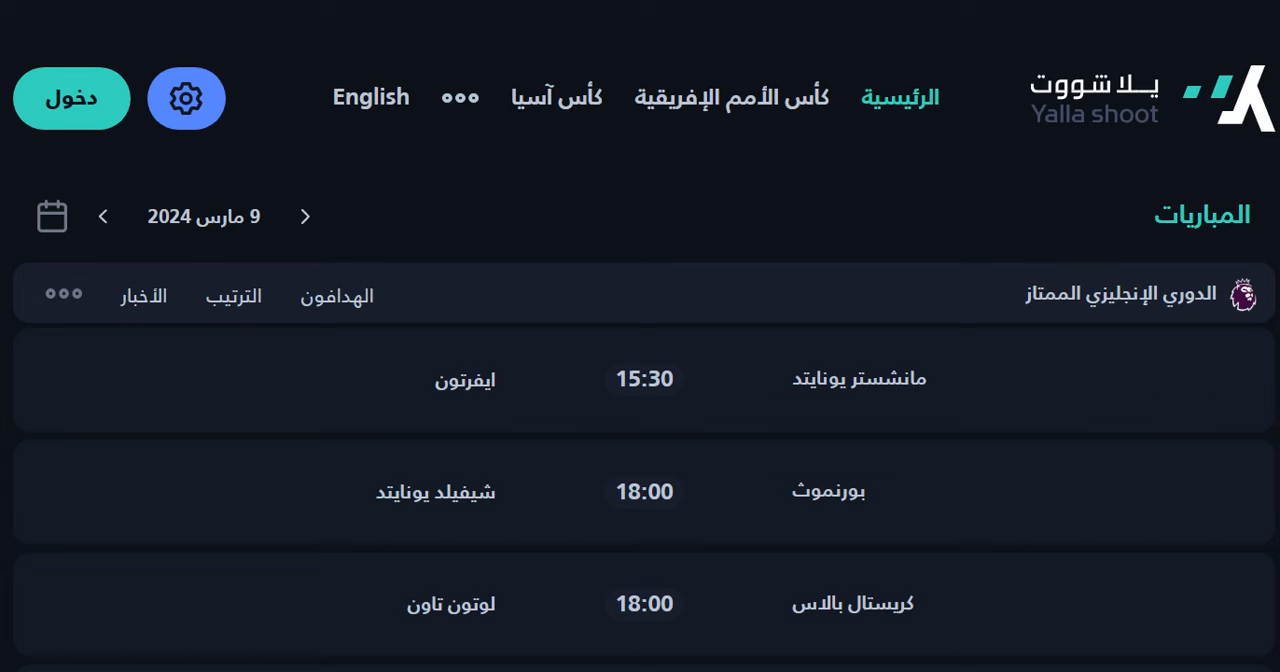 يلا شووت
Yalla shoot
الرئيسية
كأس الأمم الإفريقية
كأس آسيا
English
دخول
المباريات
9 مارس 2024
الدوري الإنجليزي الممتاز
الهدافون
الترتيب
الأخبار
مانشستر يونايتد
15:30
ايفرتون
بورنموث
18:00
شيفيلد يونايتد
كريستال بالاس
18:00
لوتون تاون